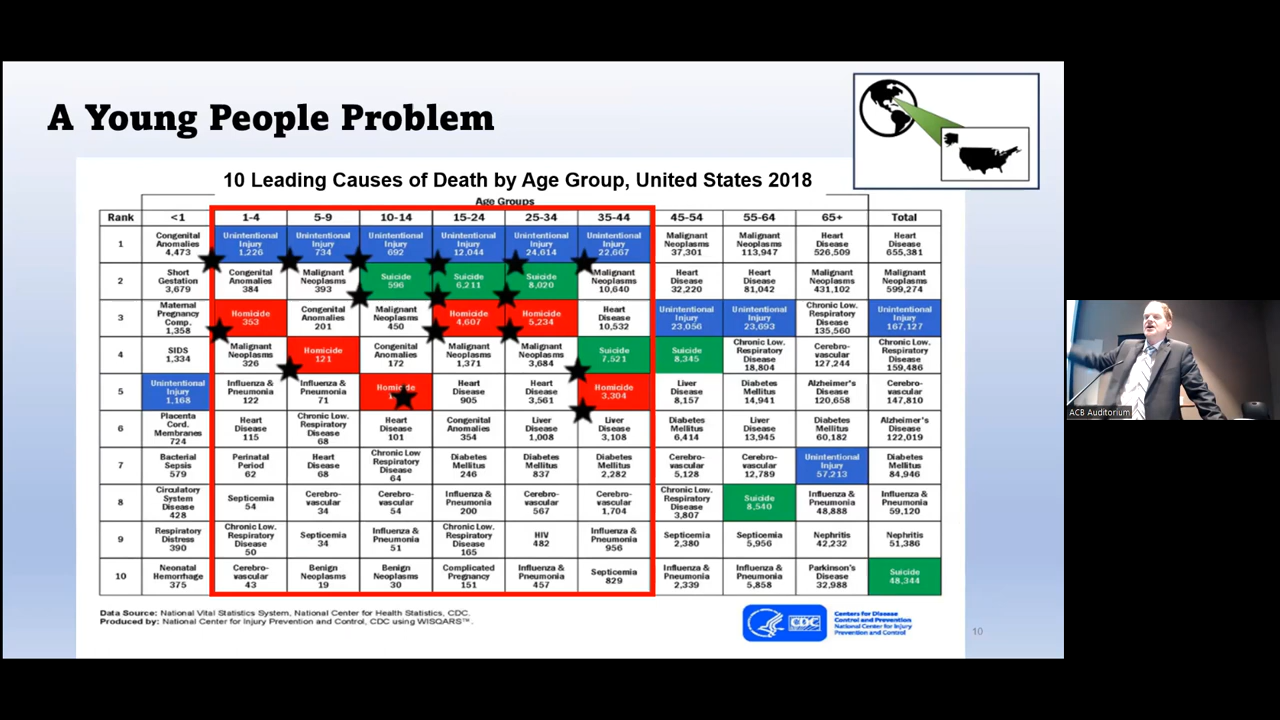 A Young People Problem
10 Leading Causes of Death by Age Group, United States 2018
Age Groups
Rank <1 1-4 5-9 10-14 15-24 25-34 35-44 45-54 55-64 65+ Total
1 Congenital Anomalies 4,473 Unintentional Injury 1,226 Unintentional Injury 734 Unintentional Injury 692 Unintentional Injury 12,044 Unintentional Injury 24,614 Unintentional Injury 22,667 Malignant Neoplasms 37,301 Malignant Neoplasms 113,947 Heart Disease 526,509 Heart Disease 655,381
2 Short Gestation 3,679 Congenital Anomalies 384 Malignant Neoplasms 393 Suicide 596 Suicide 6,211 Suicide 8,020 Malignant Neoplasms 10,640 Heart Disease 32,220 Heart Disease 81,042 Malignant Neoplasms 431,102 Malignant Neoplasms 599,274
3 Maternal Pregnancy Comp. 1,358 Homicide 353 Congenital Anomalies 201 Malignant Neoplasms 450 Homicide 4,607 Homicide 5,234 Heart Disease 10,532 Unintentional Injury 23,056 Unintentional Injury 23,693 Chronic Low. Respiratory Disease 135,560 Unintentional Injury 167,127
4 SIDS 1,334 Malignant Neoplasms 326 Homicide 121 Congenital Anomalies 172 Malignant Neoplasms 1,371 Malignant Neoplasms 3,684 Suicide 7,521 Suicide 8,345 Chronic Low. Respiratory Disease 18,804 Cerebro- vascular 127,244 Chronic Low. Respiratory Disease 159,486
5 Unintentional Injury 1,168 Influenza & Pneumonia 122 Influenza & Pneumonia 71 Homicide Heart Disease 905 Heart Disease 3,561 Homicide 3,304 Liver Disease 8,157 Diabetes Mellitus 14,941 Alzheimer's Disease 120,658 Cerebro- vascular 147,810
6 Placenta Cord. Membranes 724 Heart Disease 115 Chronic Low. Respiratory Disease 68 Heart Disease 101 Congenital Anomalies 354 Liver Disease 1,008 Liver Disease 3,108 Diabetes Mellitus 6,414 Liver Disease 13,945 Diabetes Mellitus 60,182 Alzheimer's Disease 122,019
7 Bacterial Sepsis 579 Perinatal Period 62 Heart Disease 68 Chronic Low Respiratory Disease 64 Diabetes Mellitus 246 Diabetes Mellitus 837 Diabetes Mellitus 2,282 Cerebro- vascular 5,128 Cerebro- vascular 12,789 Unintentional Injury 57,213 Diabetes Mellitus 84,946
8 Circulatory System Disease 428 Septicemia 54 Cerebro- vascular 34 Cerebro- vascular 54 Influenza & Pneumonia 200 Cerebro- vascular 567 Cerebro- vascular 1,704 Chronic Low. Respiratory Disease 3,807 Suicide 8,540 Influenza & Pneumonia 48,888 Influenza & Pneumonia 59,120
9 Respiratory Distress 390 Chronic Low. Respiratory Disease 50 Septicemia 34 Influenza & Pneumonia 51 Chronic Low. Respiratory Disease 165 HIV 482 Influenza & Pneumonia 956 Septicemia 2,380 Septicemia 5,956 Nephritis 42,232 Nephritis 51,386
10 Neonatal Hemorrhage 375 Cerebro- vascular 43 Benign Neoplasms 19 Benign Neoplasms 30 Complicated Pregnancy 151 Influenza & Pneumonia 457 Septicemia 829 Influenza & Pneumonia 2,339 Influenza & Pneumonia 5,858 Parkinson's Disease 32,988 Suicide 48,344
Data Source: National Vital Statistics System, National Center for Health Statistics, CDC.
Produced by: National Center for Injury Prevention and Control, CDC using WISQARS™.
CDC
Centers for Disease
Control and Prevention
National Center for Injury
Prevention and Control
10
ACB Auditorium